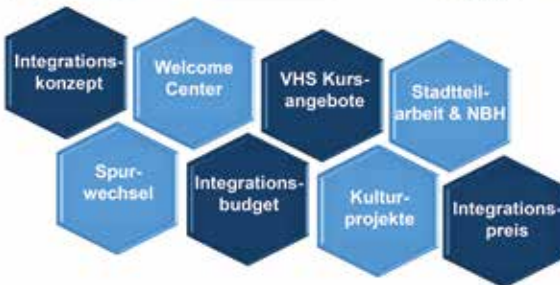 Integrations-
konzept
Welcome
Center
VHS Kurs-
angebote
Stadtteil-
arbeit & NBH
Spur-
wechsel
Integrations-
budget
Kultur-
projekte
Integrations-
preis